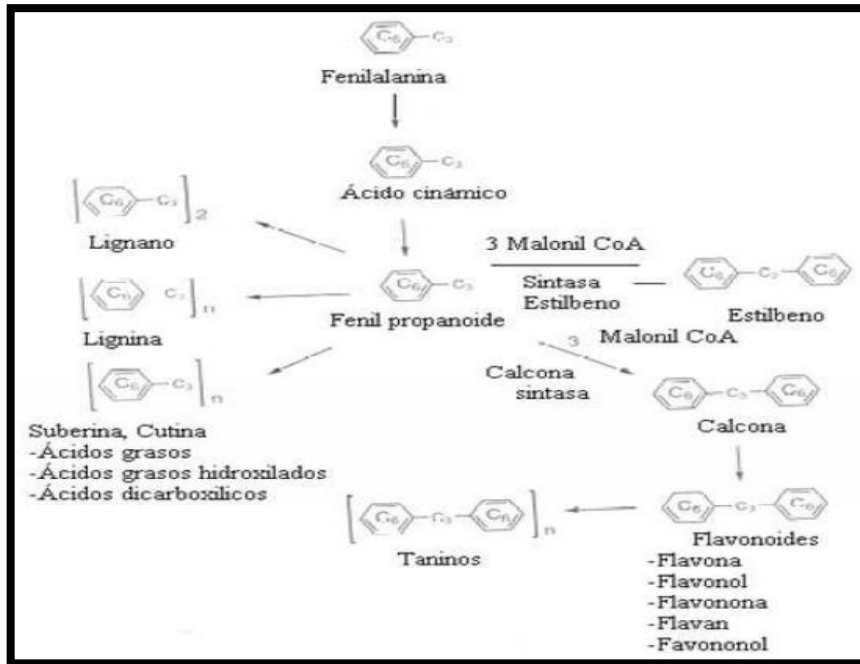 C₆ C₃
Fenilalanina
C₆ C₃
Ácido cinámico
[C₆ C₃]₂
Lignano
C₆ C₃
Fenil propanoide
3 Malonil CoA
Sintasa
Estilbeno
C₆ C₂ C₆
Estilbeno
[C₆ C₃]n
Lignina
3 Malonil CoA
Calcona
sintasa
C₆ C₃ C₆
Calcona
[C₆ C₃]n
Suberina, Cutina
-Ácidos grasos
-Ácidos grasos hidroxilados
-Ácidos dicarboxilicos
[C₆ C₃ C₆]n
Taninos
C₆ C₃ C₆
Flavonoides
-Flavona
-Flavonol
-Flavonona
-Flavan
-Favononol